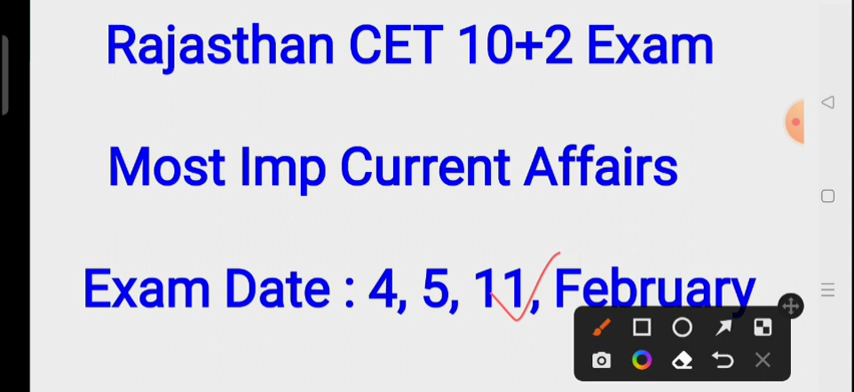 Rajasthan CET 10+2 Exam
Most Imp Current Affairs
Exam Date : 4, 5, 11, February